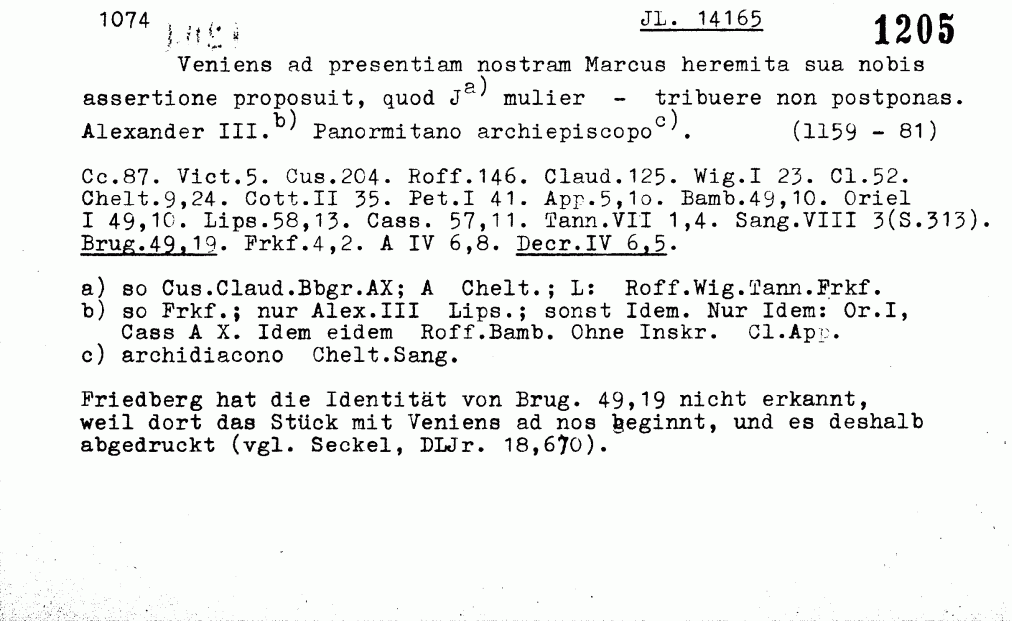 1074 JL. 14165 1205
Veniens ad presentiam nostram Marcus heremita sua nobis
assertione proposuit, quod J a) mulier - tribuere non postponas.
Alexander III. b) Panormitano archiepiscopo c). (1159 - 81)
Cc.87. Vict.5. Cus.204. Roff.146. Claud.125. Wig.I 23. Cl.52.
Chelt.9,24. Cott.II 35. Pet.I 41. App.5,1o. Bamb.49,10. Oriel
I 49,10. Lips.58,13. Cass. 57,11. Tann.VII 1,4. Sang.VIII 3(S.313).
Brug.49,19. Frkf.4,2. A IV 6,8. Decr.IV 6,5.
a) so Cus.Claud.Bbgr.AX; A Chelt.; L: Roff.Wig.Tann.Frkf.
b) so Frkf.; nur Alex.III Lips.; sonst Idem. Nur Idem: Or.I,
Cass A X. Idem eidem Roff.Bamb. Ohne Inskr. Cl.App.
c) archidiacono Chelt.Sang.
Friedberg hat die Identität von Brug. 49,19 nicht erkannt,
weil dort das Stück mit Veniens ad nos beginnt, und es deshalb
abgedruckt (vgl. Seckel, DLJr. 18,670).